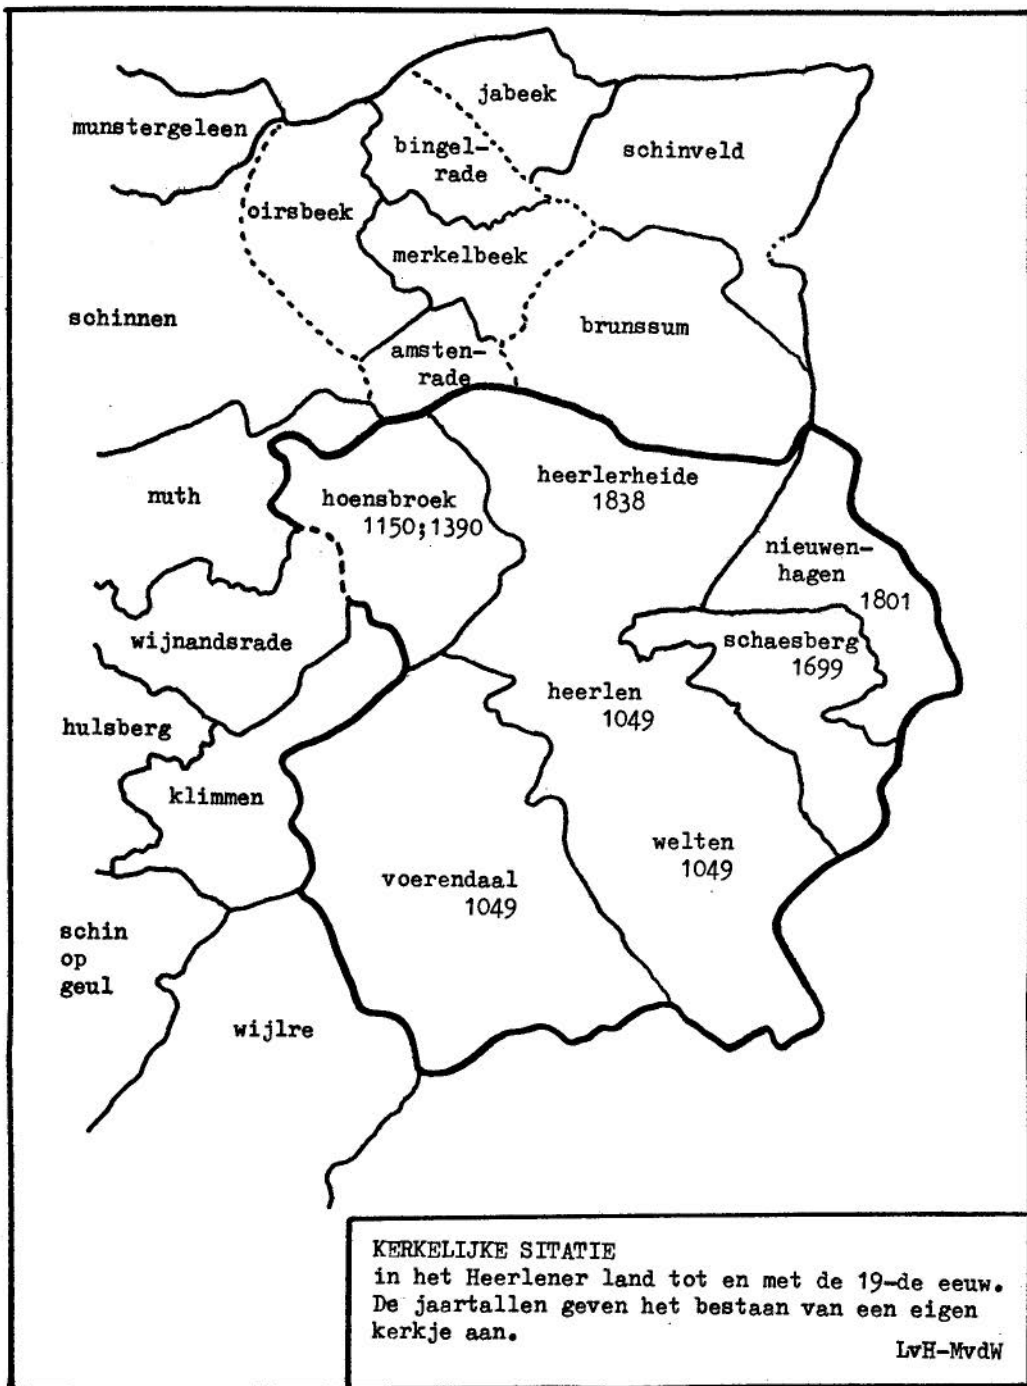 jabeek
munstergeleen
bingel-
rade
schinveld
oirsbeek
merkelbeek
schinnen
brunssum
amsten-
rade
heerlerheide
1838
nuth
hoensbroek
1150;1390
nieuwen-
hagen
1801
wijnandsrade
schaesberg
1699
heerlen
1049
hulsberg
klimmen
welten
1049
voerendaal
1049
schin
op
geul
wijlre
KERKELIJKE SITATIE
in het Heerlener land tot en met de 19-de eeuw.
De jaartallen geven het bestaan van een eigen
kerkje aan.
LvH-MvdW